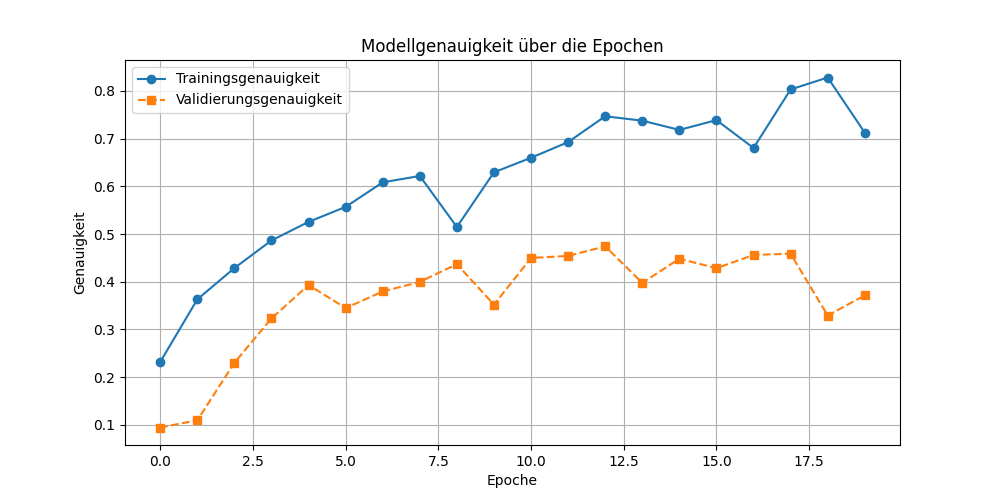 Modellgenauigkeit über die Epochen
Trainingsgenauigkeit
Validierungsgenauigkeit
Genauigkeit
0.8
0.7
0.6
0.5
0.4
0.3
0.2
0.1
0.0 2.5 5.0 7.5 10.0 12.5 15.0 17.5
Epoche